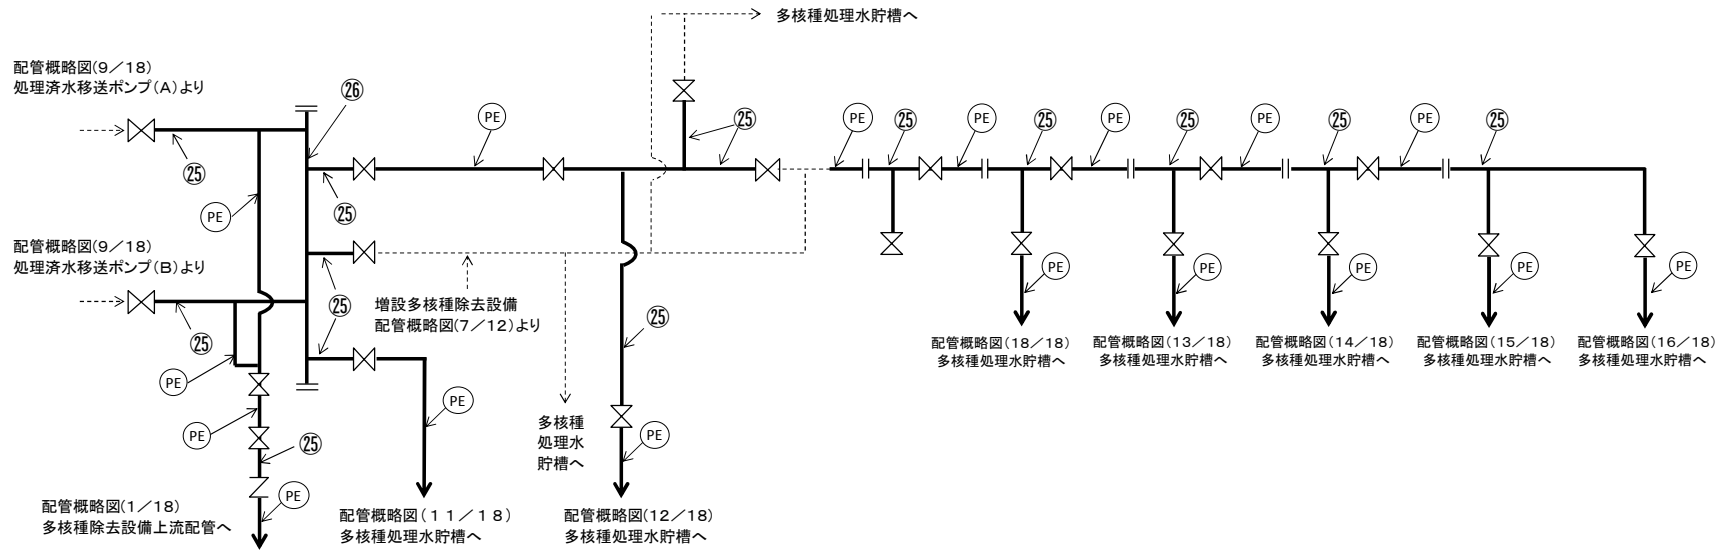 多核種処理水貯槽へ
配管概略図(9／18)
処理済水移送ポンプ(A)より
㉖
PE
㉕
PE
㉕
PE
㉕
PE
㉕
PE
㉕
PE
㉕
㉕
PE
㉕
配管概略図(9／18)
処理済水移送ポンプ(B)より
PE
PE
PE
PE
PE
㉕
増設多核種除去設備
配管概略図(7／12)より
㉕
㉕
配管概略図(18／18)
多核種処理水貯槽へ
配管概略図(13／18)
多核種処理水貯槽へ
配管概略図(14／18)
多核種処理水貯槽へ
配管概略図(15／18)
多核種処理水貯槽へ
配管概略図(16／18)
多核種処理水貯槽へ
PE
PE
PE
㉕
多核種
処理水
貯槽へ
PE
PE
配管概略図(1／18)
多核種除去設備上流配管へ
配管概略図(１１／１８)
多核種処理水貯槽へ
配管概略図(12／18)
多核種処理水貯槽へ